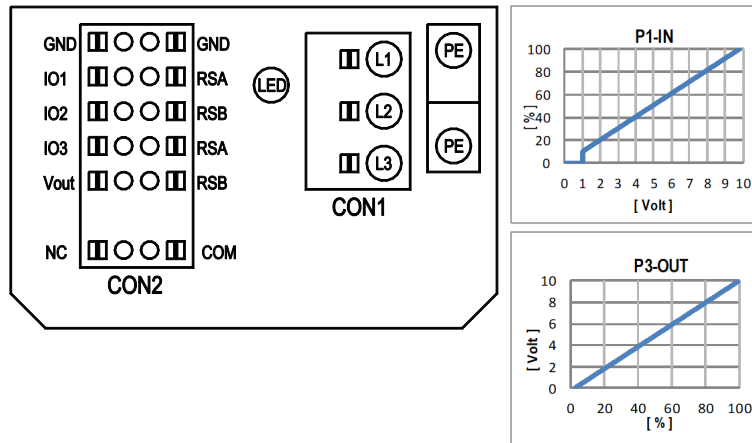 GND GND
IO1 RSA
IO2 RSB
IO3 RSA
Vout RSB
NC COM
CON2
LED
L1
L2
L3
CON1
PE
PE
P1-IN
100
80
60
40
20
0
[ % ]
0 1 2 3 4 5 6 7 8 9 10
[ Volt ]
P3-OUT
10
8
6
4
2
0
[ Volt ]
0 20 40 60 80 100
[ % ]